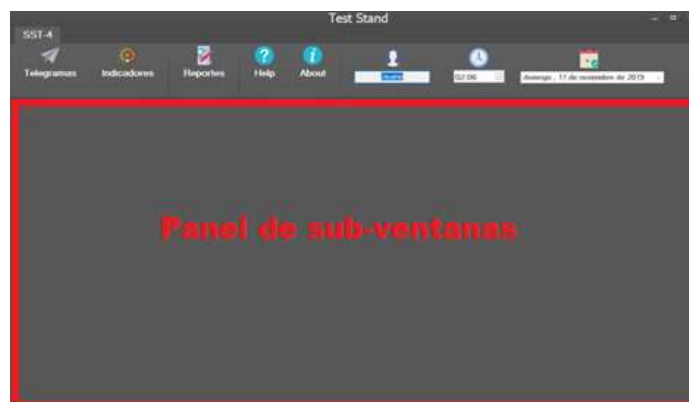 Test Stand
SST-4
Telegramas Indicadores Reportes Help About
02:06 domingo , 17 de noviembre de 2019
Panel de sub-ventanas